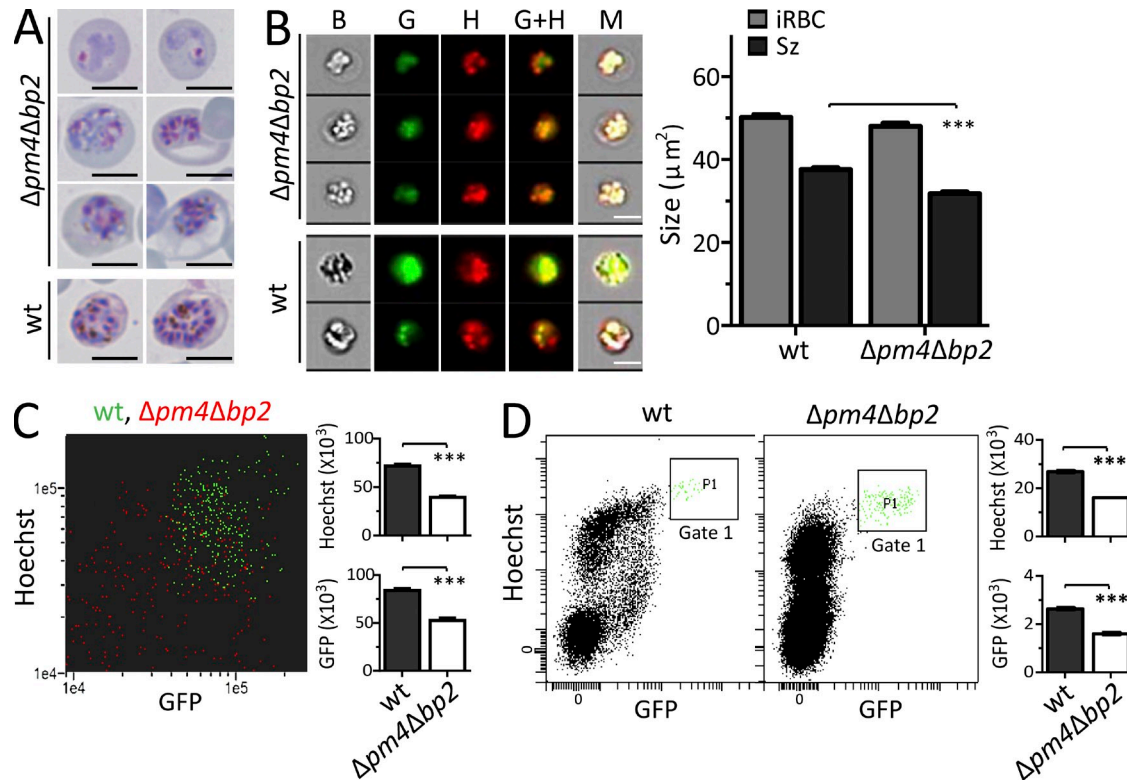 A
Δpm4Δbp2
wt
B
B G H G+H M
Δpm4Δbp2
wt
iRBC
Sz
Size (μm²)
60
40
20
0
***
wt Δpm4Δbp2
C
wt, Δpm4Δbp2
Hoechst
1e5
1e4
1e4 1e5
GFP
Hoechst (X10³)
100
50
0
***
GFP (X10³)
100
50
0
***
wt
Δpm4Δbp2
D
wt Δpm4Δbp2
Hoechst
0
P1
Gate 1
P1
Gate 1
0 0
GFP GFP
Hoechst (X10³)
40
20
0
***
GFP (X10³)
4
2
0
***
wt
Δpm4Δbp2